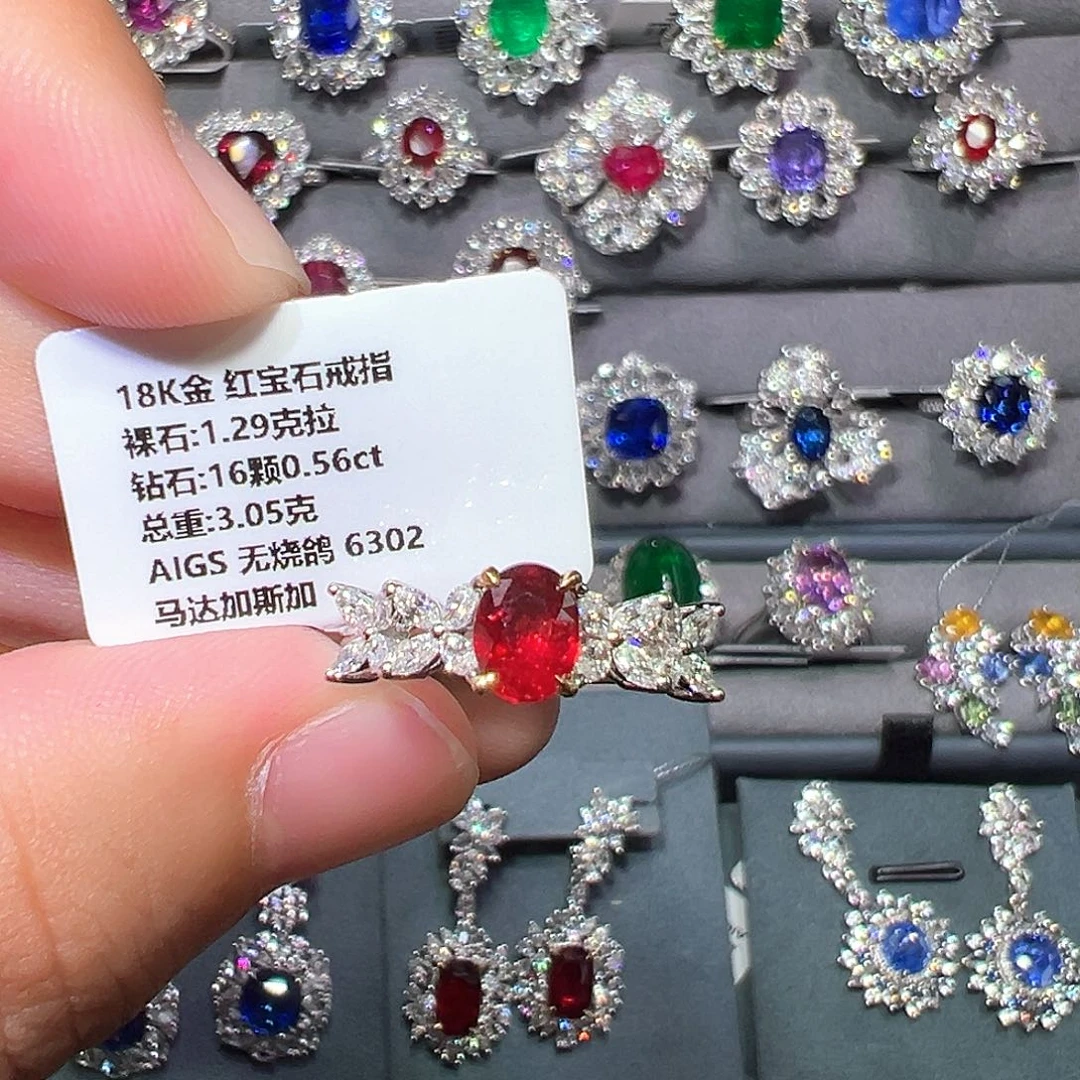 18K金 红宝石戒指
裸石:1.29克拉
钻石:16颗0.56ct
总重:3.05克
AIGS 无烧鸽 6302
马达加斯加